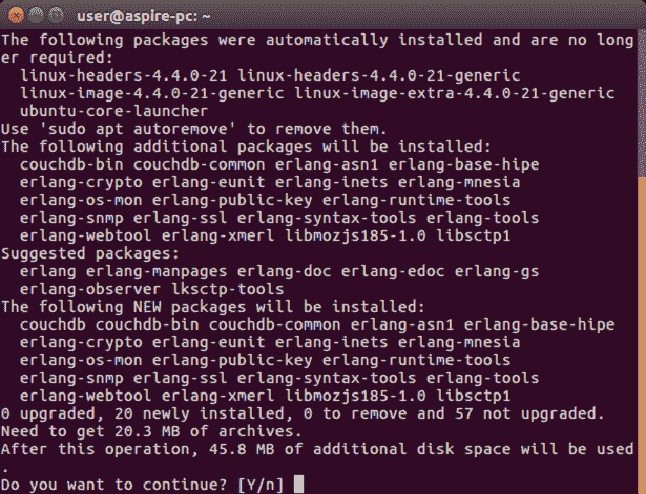 user@aspire-pc: ~
The following packages were automatically installed and are no long
er required:
  linux-headers-4.4.0-21 linux-headers-4.4.0-21-generic
  linux-image-4.4.0-21-generic linux-image-extra-4.4.0-21-generic
  ubuntu-core-launcher
Use 'sudo apt autoremove' to remove them.
The following additional packages will be installed:
  couchdb-bin couchdb-common erlang-asn1 erlang-base-hipe
  erlang-crypto erlang-eunit erlang-inets erlang-mnesia
  erlang-os-mon erlang-public-key erlang-runtime-tools
  erlang-snmp erlang-ssl erlang-syntax-tools erlang-tools
  erlang-webtool erlang-xmerl libmozjs185-1.0 libsctp1
Suggested packages:
  erlang erlang-manpages erlang-doc erlang-edoc erlang-gs
  erlang-observer lksctp-tools
The following NEW packages will be installed:
  couchdb couchdb-bin couchdb-common erlang-asn1 erlang-base-hipe
  erlang-crypto erlang-eunit erlang-inets erlang-mnesia
  erlang-os-mon erlang-public-key erlang-runtime-tools
  erlang-snmp erlang-ssl erlang-syntax-tools erlang-tools
  erlang-webtool erlang-xmerl libmozjs185-1.0 libsctp1
0 upgraded, 20 newly installed, 0 to remove and 57 not upgraded.
Need to get 20.3 MB of archives.
After this operation, 45.8 MB of additional disk space will be used
.
Do you want to continue? [Y/n]